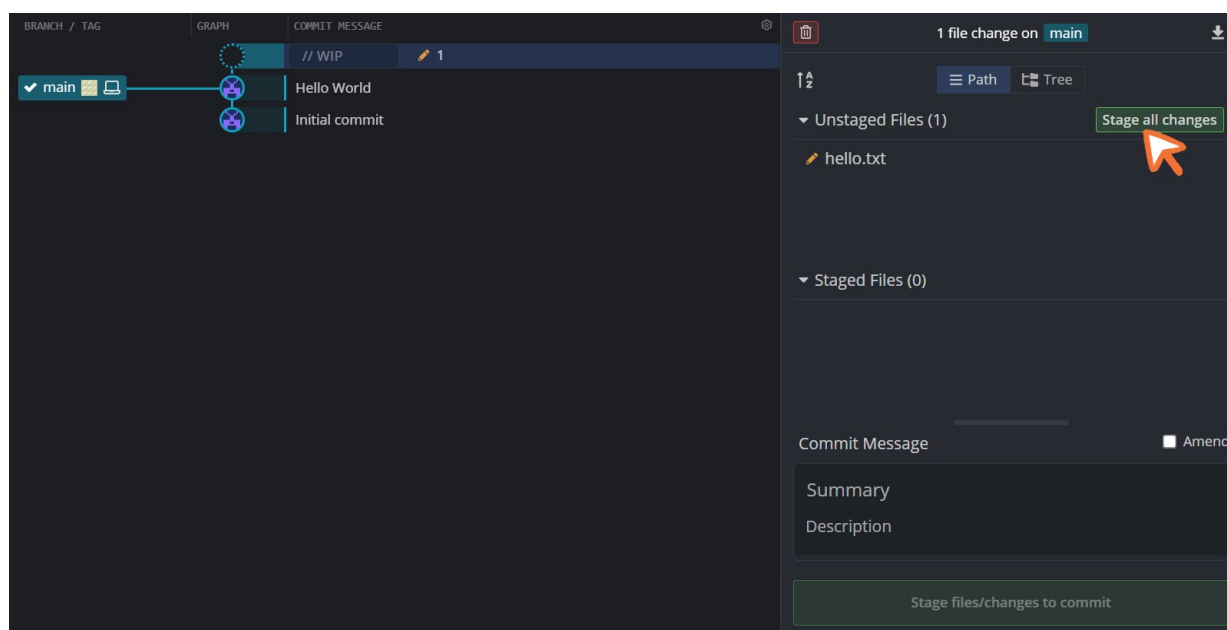 BRANCH / TAG GRAPH COMMIT MESSAGE
// WIP 1
main
Hello World
Initial commit
1 file change on main
A
Z
Path Tree
Unstaged Files (1) Stage all changes
hello.txt
Staged Files (0)
Commit Message Amend
Summary
Description
Stage files/changes to commit